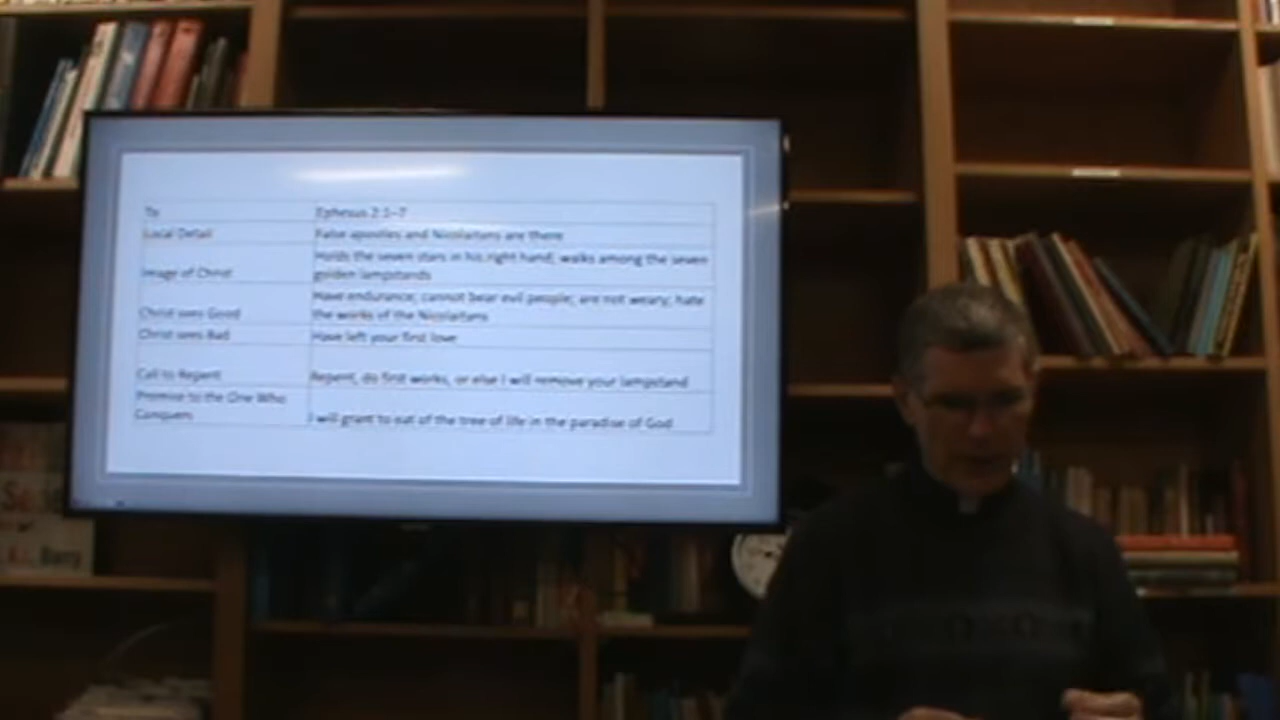 To Ephesus 2:1–7
Local Detail False apostles and Nicolaitans are there
Holds the seven stars in his right hand; walks among the seven
Image of Christ golden lampstands
Have endurance; cannot bear evil people; are not weary; hate
Christ sees Good the works of the Nicolaitans
Christ sees Bad Have left your first love
Call to Repent Repent, do first works, or else I will remove your lampstand
Promise to the One Who
Conquers I will grant to eat of the tree of life in the paradise of God
Berg